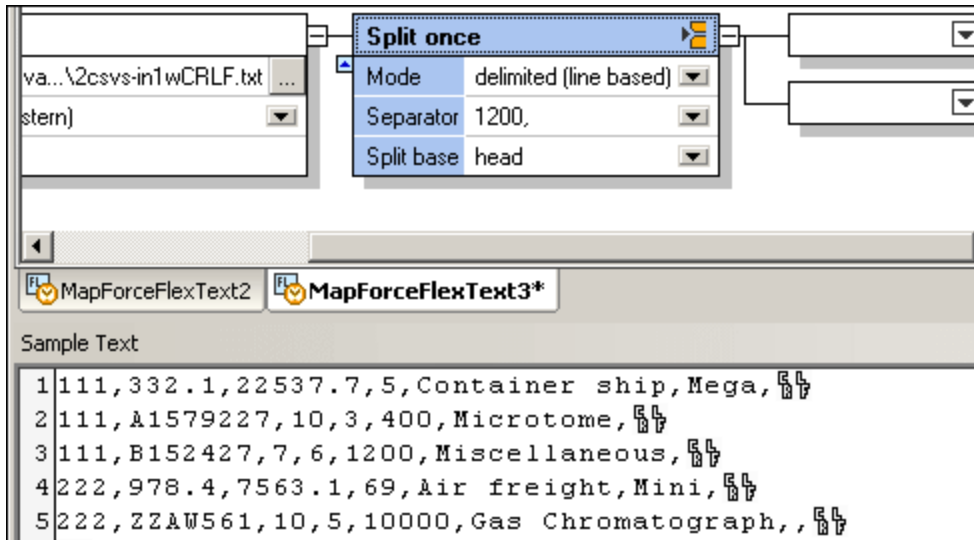 Split once
va...\2csvs-in1wCRLF.txt ...
Mode delimited (line based)
stern)
Separator 1200,
Split base head
MapForceFlexText2 MapForceFlexText3*
Sample Text
1 111,332.1,22537.7,5,Container ship,Mega,␍␊
2 111,A1579227,10,3,400,Microtome,␍␊
3 111,B152427,7,6,1200,Miscellaneous,␍␊
4 222,978.4,7563.1,69,Air freight,Mini,␍␊
5 222,ZZAW561,10,5,10000,Gas Chromatograph,,␍␊